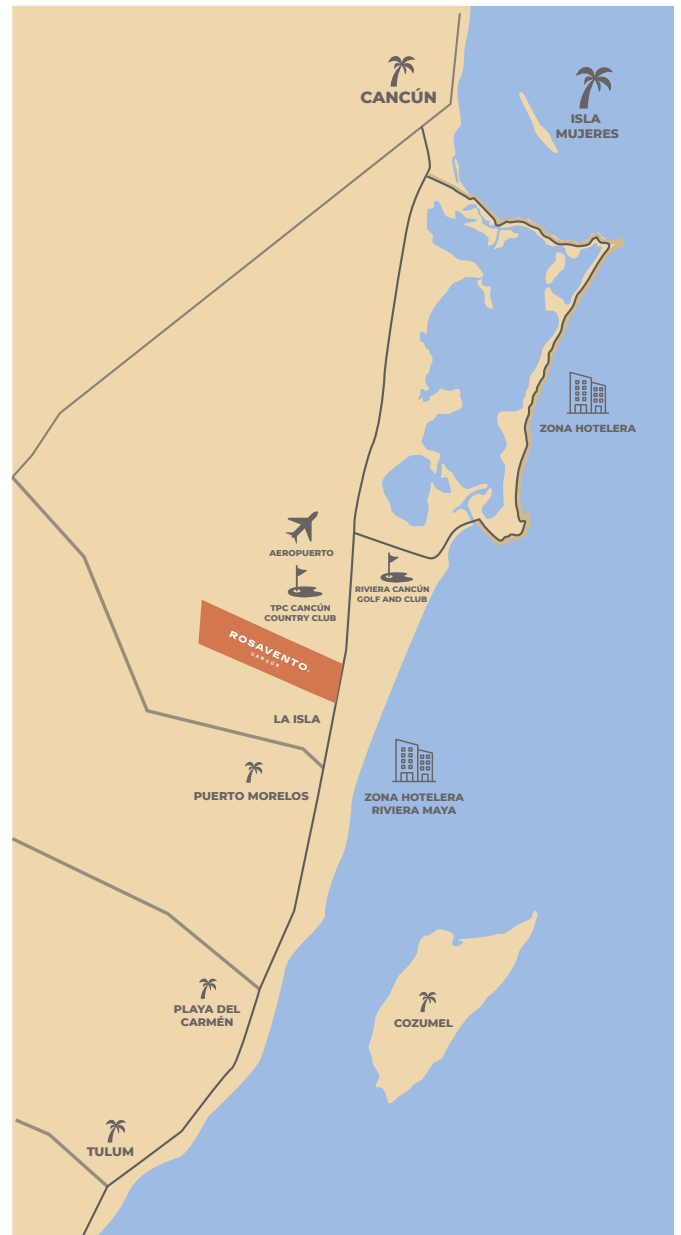 CANCÚN
ISLA
MUJERES
ZONA HOTELERA
AEROPUERTO
TPC CANCÚN
COUNTRY CLUB
RIVIERA CANCÚN
GOLF AND CLUB
ROSAVENTO
CANCÚN
LA ISLA
PUERTO MORELOS
ZONA HOTELERA
RIVIERA MAYA
PLAYA DEL
CARMÉN
COZUMEL
TULUM